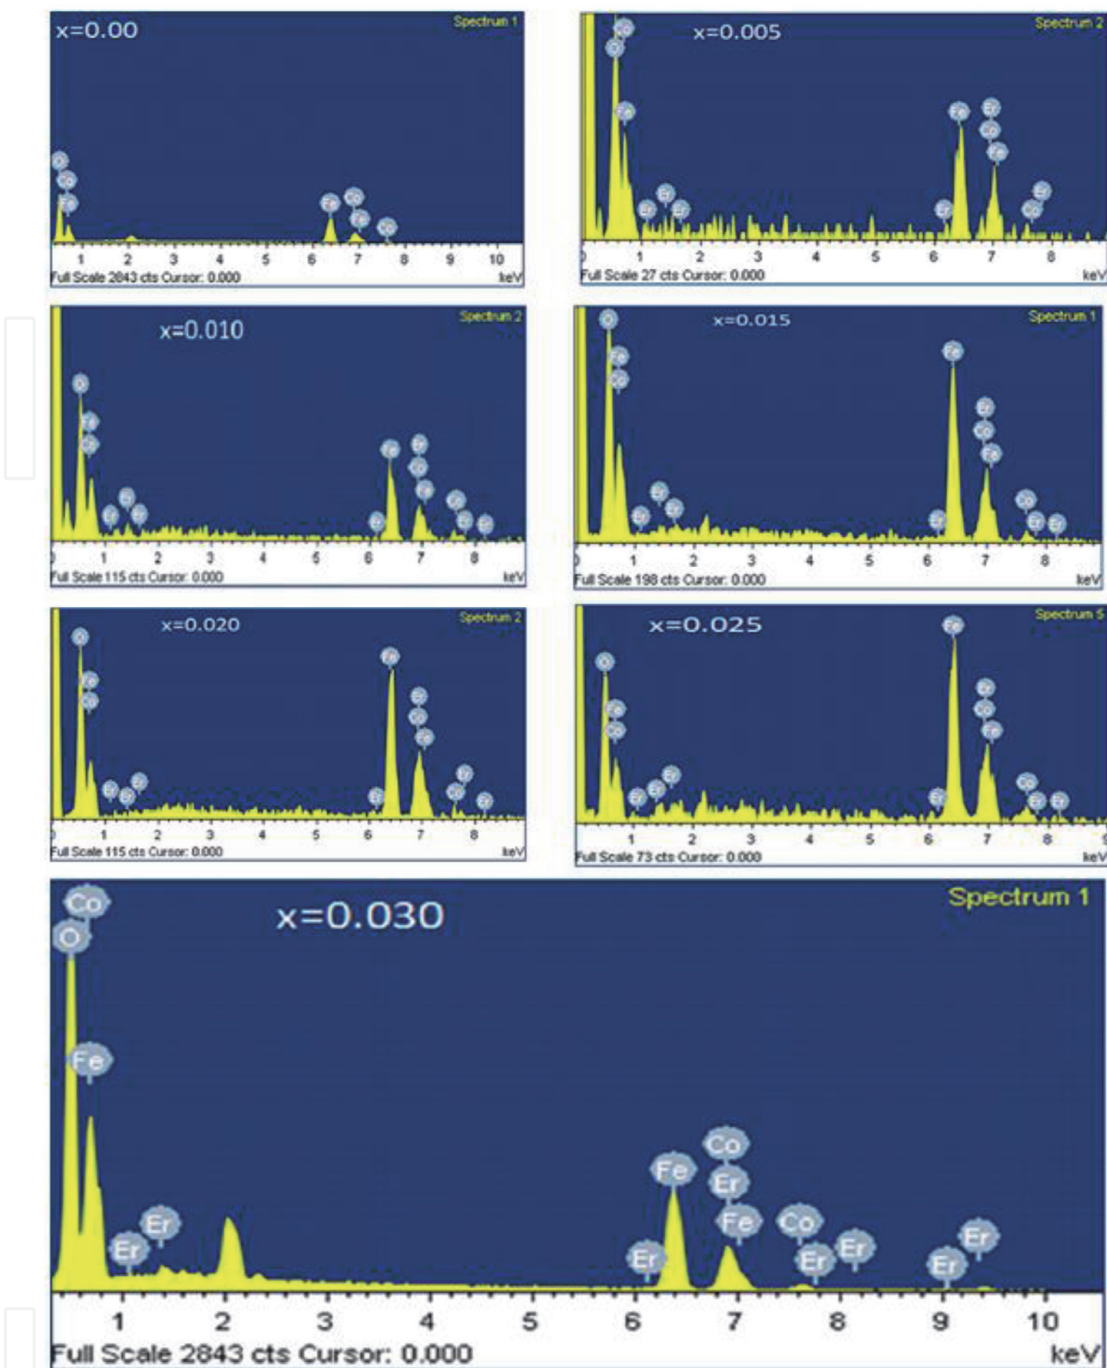 x=0.00
Spectrum 1
O
Co
Fe
Fe
Co
Fe
Co
1 2 3 4 5 6 7 8 9 10
Full Scale 2843 cts Cursor: 0.000 keV
x=0.005
Spectrum 2
Co
O
Fe
Er
Er
Er
Er
Fe
Er
Co
Fe
Er
Co
0 1 2 3 4 5 6 7 8
Full Scale 27 cts Cursor: 0.000 keV
x=0.010
Spectrum 2
O
Fe
Co
Er
Er
Er
Er
Fe
Er
Co
Fe
Co
Er
Er
0 1 2 3 4 5 6 7 8
Full Scale 115 cts Cursor: 0.000 keV
x=0.015
Spectrum 1
O
Fe
Co
Er
Er
Er
Er
Fe
Er
Co
Fe
Co
Er
Er
0 1 2 3 4 5 6 7 8
Full Scale 198 cts Cursor: 0.000 keV
x=0.020
Spectrum 2
O
Fe
Co
Er
Er
Er
Er
Fe
Er
Co
Fe
Er
Co
Er
0 1 2 3 4 5 6 7 8
Full Scale 115 cts Cursor: 0.000 keV
x=0.025
Spectrum 5
O
Fe
Co
Er
Er
Er
Er
Fe
Er
Co
Fe
Co
Er
Er
0 1 2 3 4 5 6 7 8 9
Full Scale 73 cts Cursor: 0.000 keV
x=0.030
Spectrum 1
Co
O
Fe
Er
Er
Er
Fe
Co
Er
Fe
Co
Er
Er
Er
Er
1 2 3 4 5 6 7 8 9 10
Full Scale 2843 cts Cursor: 0.000 keV